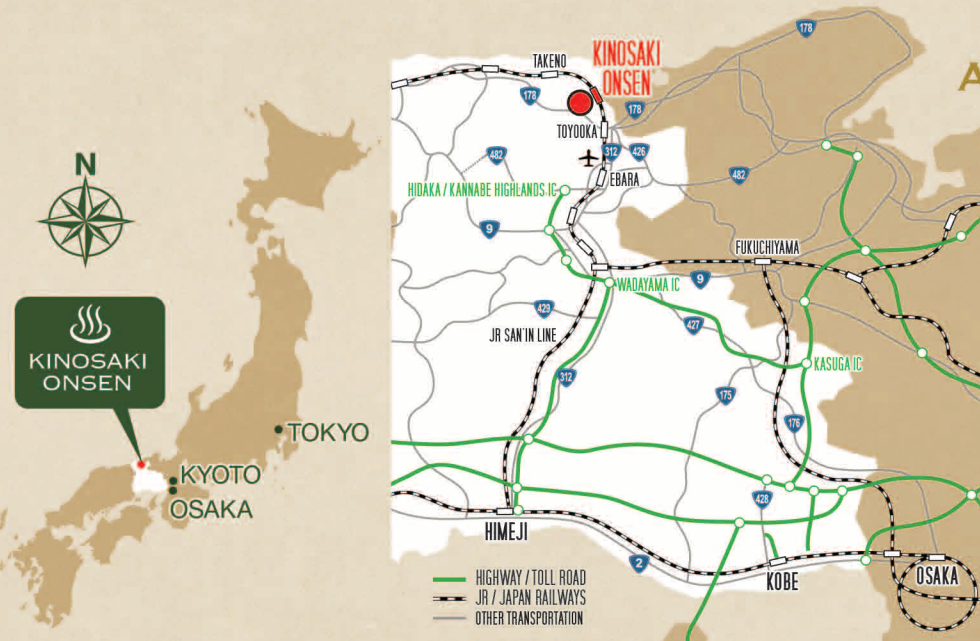 N
KINOSAKI
ONSEN
TOKYO
KYOTO
OSAKA
TAKENO
KINOSAKI
ONSEN
178
178
178
TOYOOKA
312
426
482
482
EBARA
HIDAKA / KANNABE HIGHLANDS IC
9
FUKUCHIYAMA
WADAYAMA IC
9
429
427
JR SAN'IN LINE
KASUGA IC
312
175
176
428
HIMEJI
2
KOBE
OSAKA
HIGHWAY / TOLL ROAD
JR / JAPAN RAILWAYS
OTHER TRANSPORTATION